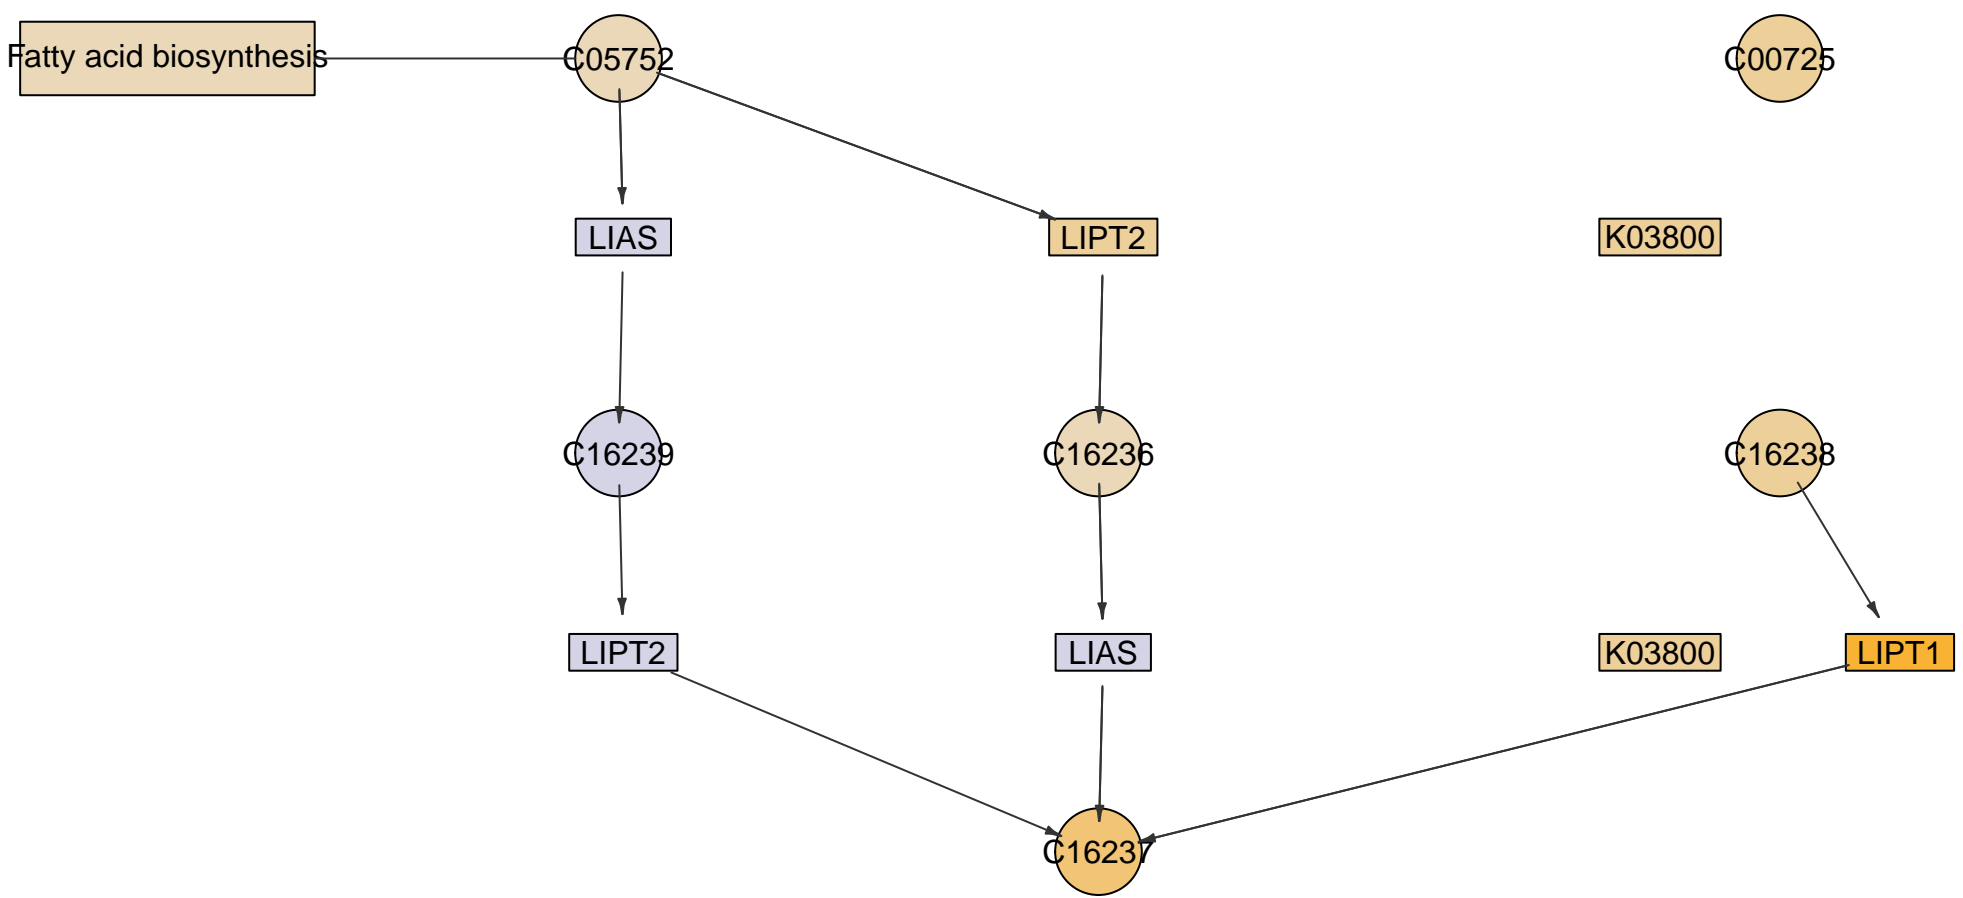 Fatty acid biosynthesis
C05752
C00725
LIAS
LIPT2
K03800
C16239
C16236
C16238
LIPT2
LIAS
K03800
LIPT1
C16237